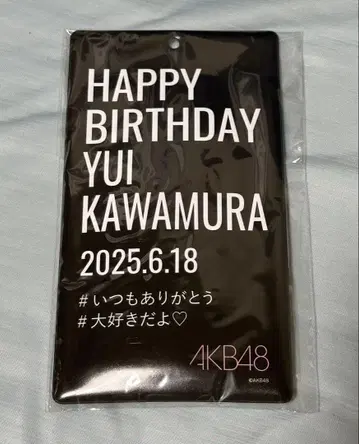 HAPPY
BIRTHDAY
YUI
KAWAMURA
2025.6.18
#いつもありがとう
#大好きだよ♡
AKB48
©AKB48